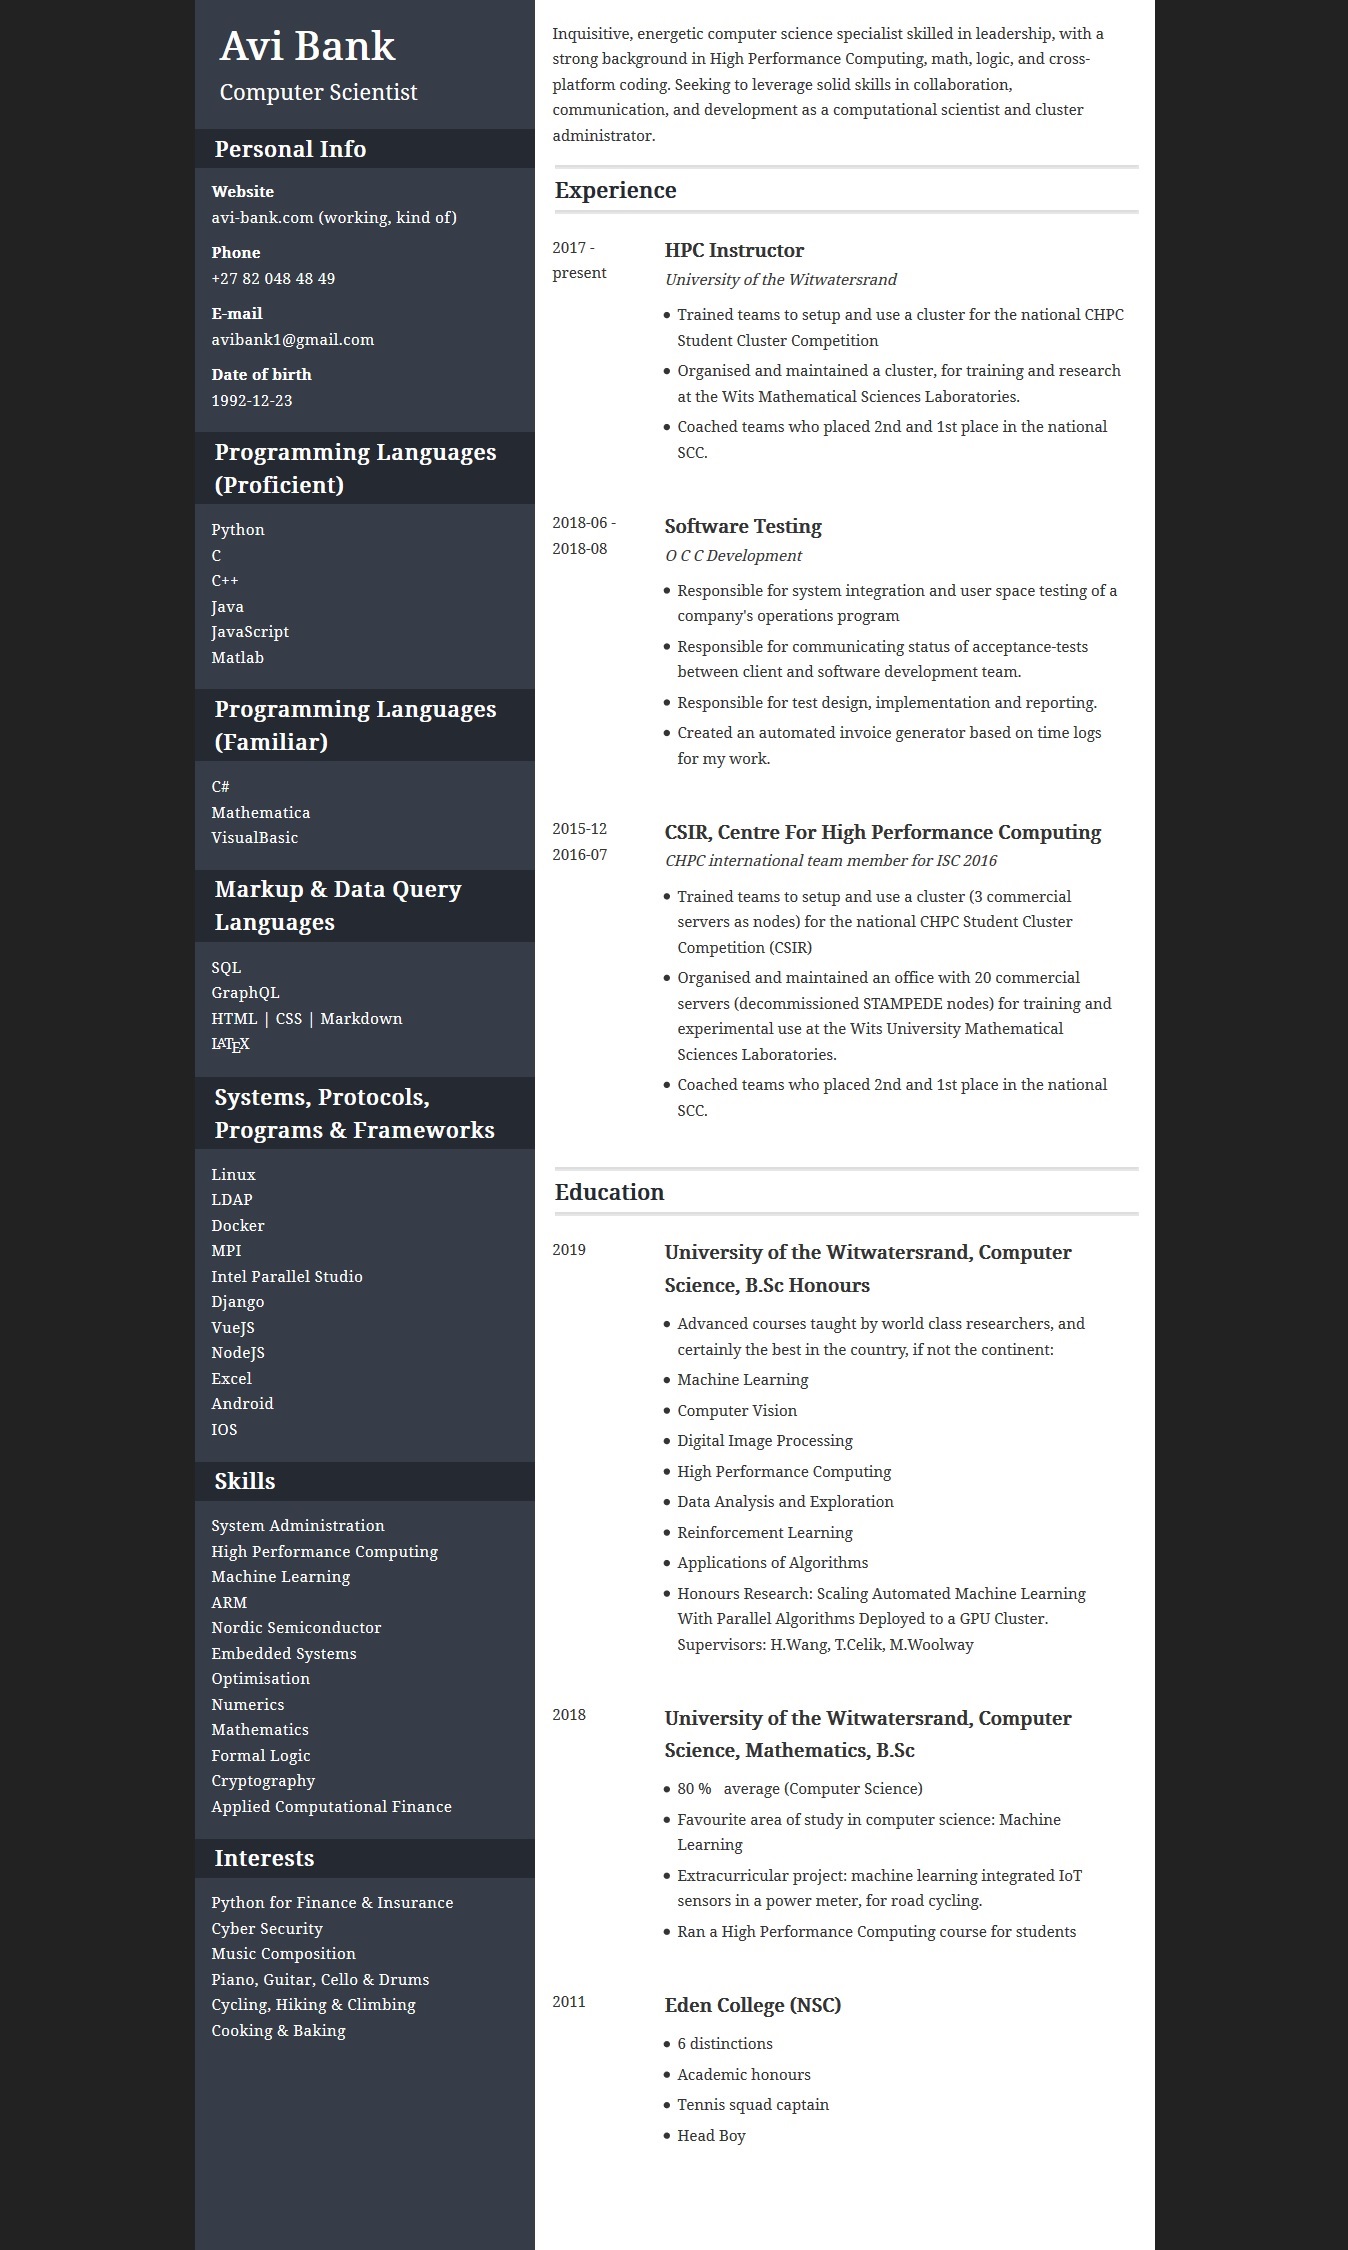 Avi Bank
Computer Scientist
Personal Info
Website
avi-bank.com (working, kind of)
Phone
+27 82 048 48 49
E-mail
avibank1@gmail.com
Date of birth
1992-12-23
Programming Languages
(Proficient)
Python
C
C++
Java
JavaScript
Matlab
Programming Languages
(Familiar)
C#
Mathematica
VisualBasic
Markup & Data Query
Languages
SQL
GraphQL
HTML | CSS | Markdown
LATEX
Systems, Protocols,
Programs & Frameworks
Linux
LDAP
Docker
MPI
Intel Parallel Studio
Django
VueJS
NodeJS
Excel
Android
IOS
Skills
System Administration
High Performance Computing
Machine Learning
ARM
Nordic Semiconductor
Embedded Systems
Optimisation
Numerics
Mathematics
Formal Logic
Cryptography
Applied Computational Finance
Interests
Python for Finance & Insurance
Cyber Security
Music Composition
Piano, Guitar, Cello & Drums
Cycling, Hiking & Climbing
Cooking & Baking
Inquisitive, energetic computer science specialist skilled in leadership, with a
strong background in High Performance Computing, math, logic, and cross-
platform coding. Seeking to leverage solid skills in collaboration,
communication, and development as a computational scientist and cluster
administrator.
Experience
2017 -
present
HPC Instructor
University of the Witwatersrand
• Trained teams to setup and use a cluster for the national CHPC
Student Cluster Competition
• Organised and maintained a cluster, for training and research
at the Wits Mathematical Sciences Laboratories.
• Coached teams who placed 2nd and 1st place in the national
SCC.
2018-06 -
2018-08
Software Testing
O C C Development
• Responsible for system integration and user space testing of a
company's operations program
• Responsible for communicating status of acceptance-tests
between client and software development team.
• Responsible for test design, implementation and reporting.
• Created an automated invoice generator based on time logs
for my work.
2015-12
2016-07
CSIR, Centre For High Performance Computing
CHPC international team member for ISC 2016
• Trained teams to setup and use a cluster (3 commercial
servers as nodes) for the national CHPC Student Cluster
Competition (CSIR)
• Organised and maintained an office with 20 commercial
servers (decommissioned STAMPEDE nodes) for training and
experimental use at the Wits University Mathematical
Sciences Laboratories.
• Coached teams who placed 2nd and 1st place in the national
SCC.
Education
2019
University of the Witwatersrand, Computer
Science, B.Sc Honours
• Advanced courses taught by world class researchers, and
certainly the best in the country, if not the continent:
• Machine Learning
• Computer Vision
• Digital Image Processing
• High Performance Computing
• Data Analysis and Exploration
• Reinforcement Learning
• Applications of Algorithms
• Honours Research: Scaling Automated Machine Learning
With Parallel Algorithms Deployed to a GPU Cluster.
Supervisors: H.Wang, T.Celik, M.Woolway
2018
University of the Witwatersrand, Computer
Science, Mathematics, B.Sc
• 80 % average (Computer Science)
• Favourite area of study in computer science: Machine
Learning
• Extracurricular project: machine learning integrated IoT
sensors in a power meter, for road cycling.
• Ran a High Performance Computing course for students
2011
Eden College (NSC)
• 6 distinctions
• Academic honours
• Tennis squad captain
• Head Boy